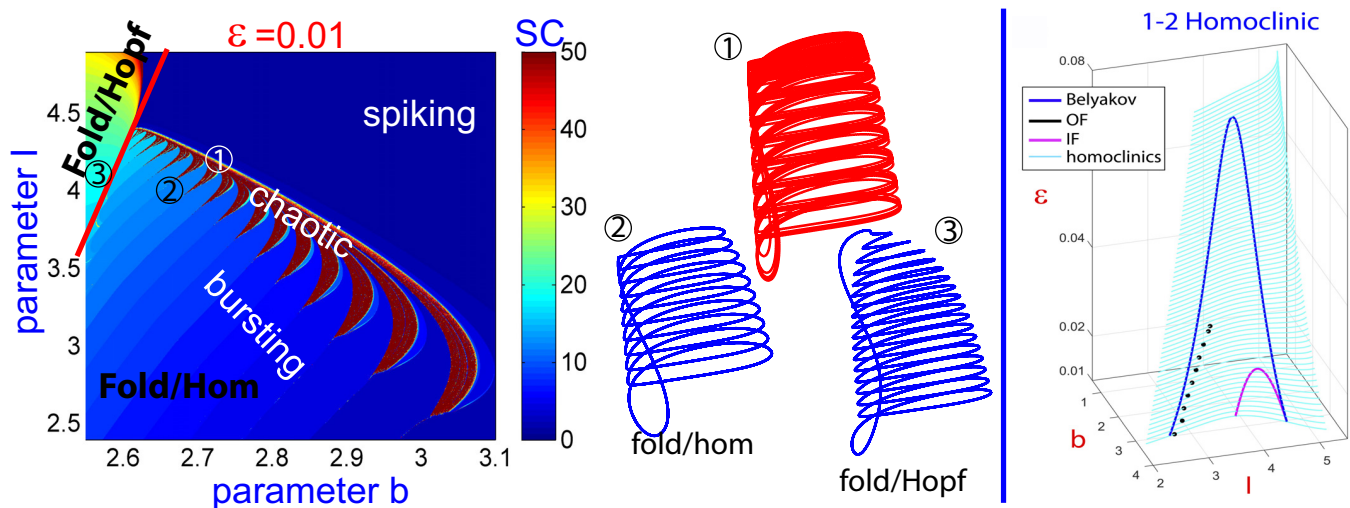 ε =0.01
SC
Fold/Hopf
spiking
chaotic
bursting
Fold/Hom
①
②
③
4.5
4
3.5
3
2.5
parameter I
2.6
2.7
2.8
2.9
3
3.1
parameter b
50
40
30
20
10
0
①
②
③
fold/hom
fold/Hopf
1-2 Homoclinic
Belyakov
OF
IF
homoclinics
0.08
0.04
0.02
0.01
ε
1
2
3
4
b
2
3
4
5
I